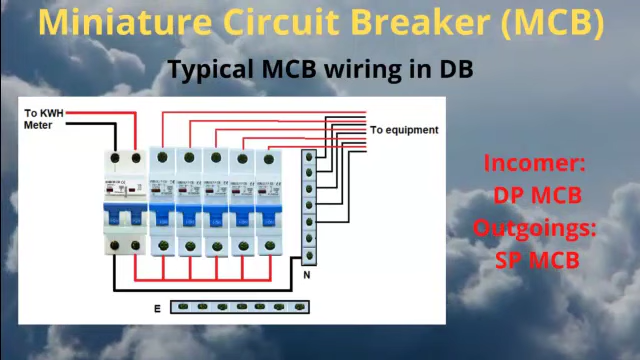 Miniature Circuit Breaker (MCB)
Typical MCB wiring in DB
To KWH
Meter
To equipment
Incomer:
DP MCB
Outgoings:
SP MCB
N
E